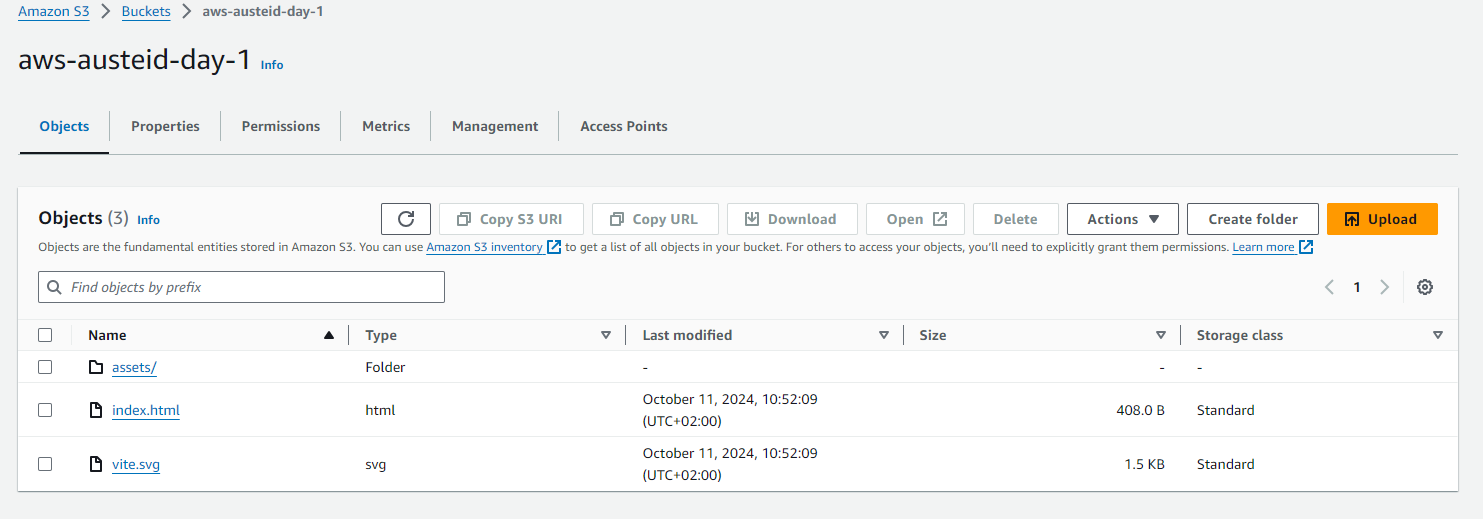 Amazon S3 > Buckets > aws-austeid-day-1
aws-austeid-day-1 Info
Objects Properties Permissions Metrics Management Access Points
Objects (3) Info Copy S3 URI Copy URL Download Open Delete Actions Create folder Upload
Objects are the fundamental entities stored in Amazon S3. You can use Amazon S3 inventory to get a list of all objects in your bucket. For others to access your objects, you'll need to explicitly grant them permissions. Learn more
Find objects by prefix 1
Name Type Last modified Size Storage class
assets/ Folder - - -
index.html html October 11, 2024, 10:52:09 (UTC+02:00) 408.0 B Standard
vite.svg svg October 11, 2024, 10:52:09 (UTC+02:00) 1.5 KB Standard